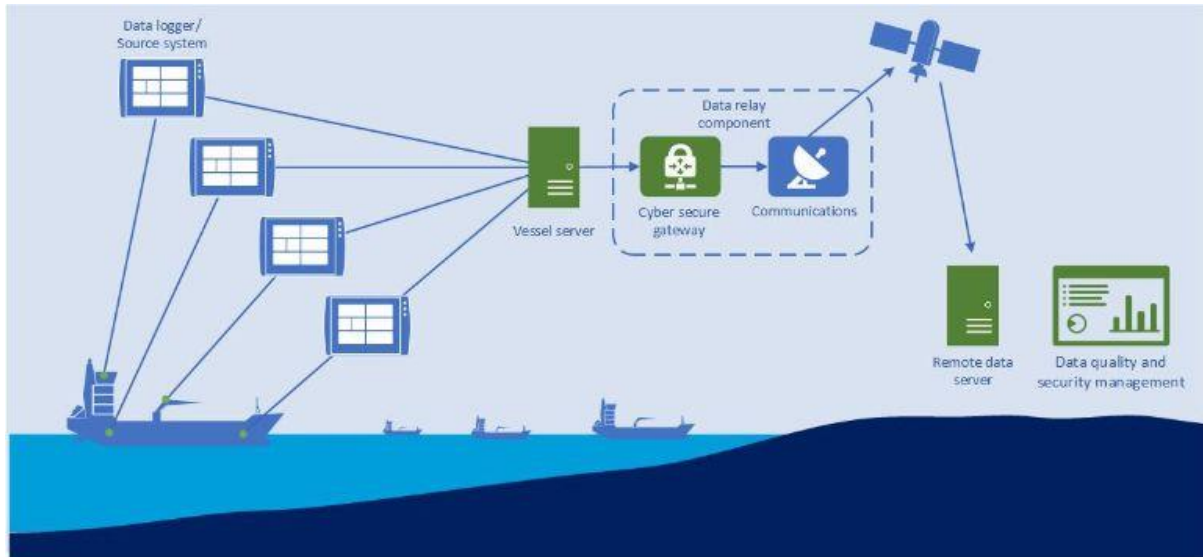 Data logger/
Source system
Data relay
component
Vessel server
Cyber secure
gateway
Communications
Remote data
server
Data quality and
security management